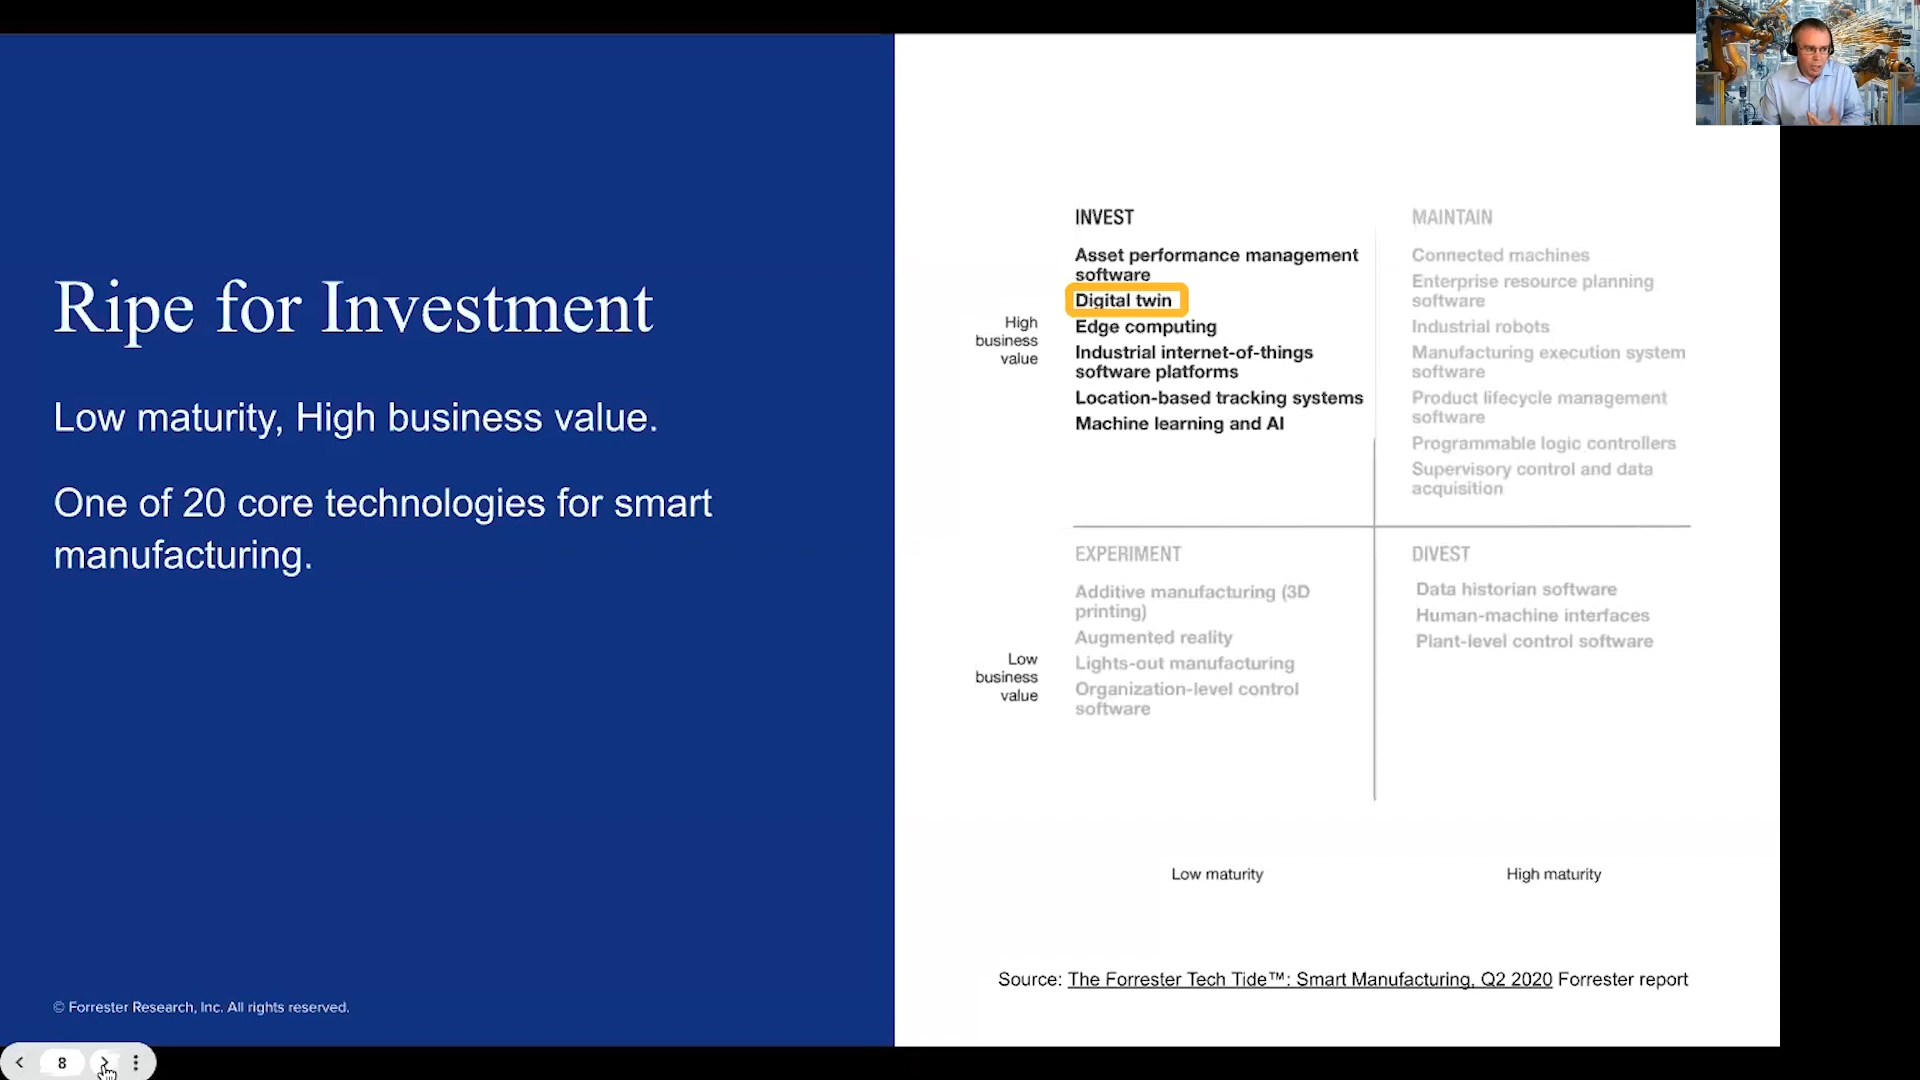 Ripe for Investment
Low maturity, High business value.
One of 20 core technologies for smart
manufacturing.
© Forrester Research, Inc. All rights reserved.
8
High
business
value
INVEST
Asset performance management
software
Digital twin
Edge computing
Industrial internet-of-things
software platforms
Location-based tracking systems
Machine learning and AI
MAINTAIN
Connected machines
Enterprise resource planning
software
Industrial robots
Manufacturing execution system
software
Product lifecycle management
software
Programmable logic controllers
Supervisory control and data
acquisition
Low
business
value
EXPERIMENT
Additive manufacturing (3D
printing)
Augmented reality
Lights-out manufacturing
Organization-level control
software
DIVEST
Data historian software
Human-machine interfaces
Plant-level control software
Low maturity
High maturity
Source: The Forrester Tech Tide™: Smart Manufacturing, Q2 2020 Forrester report